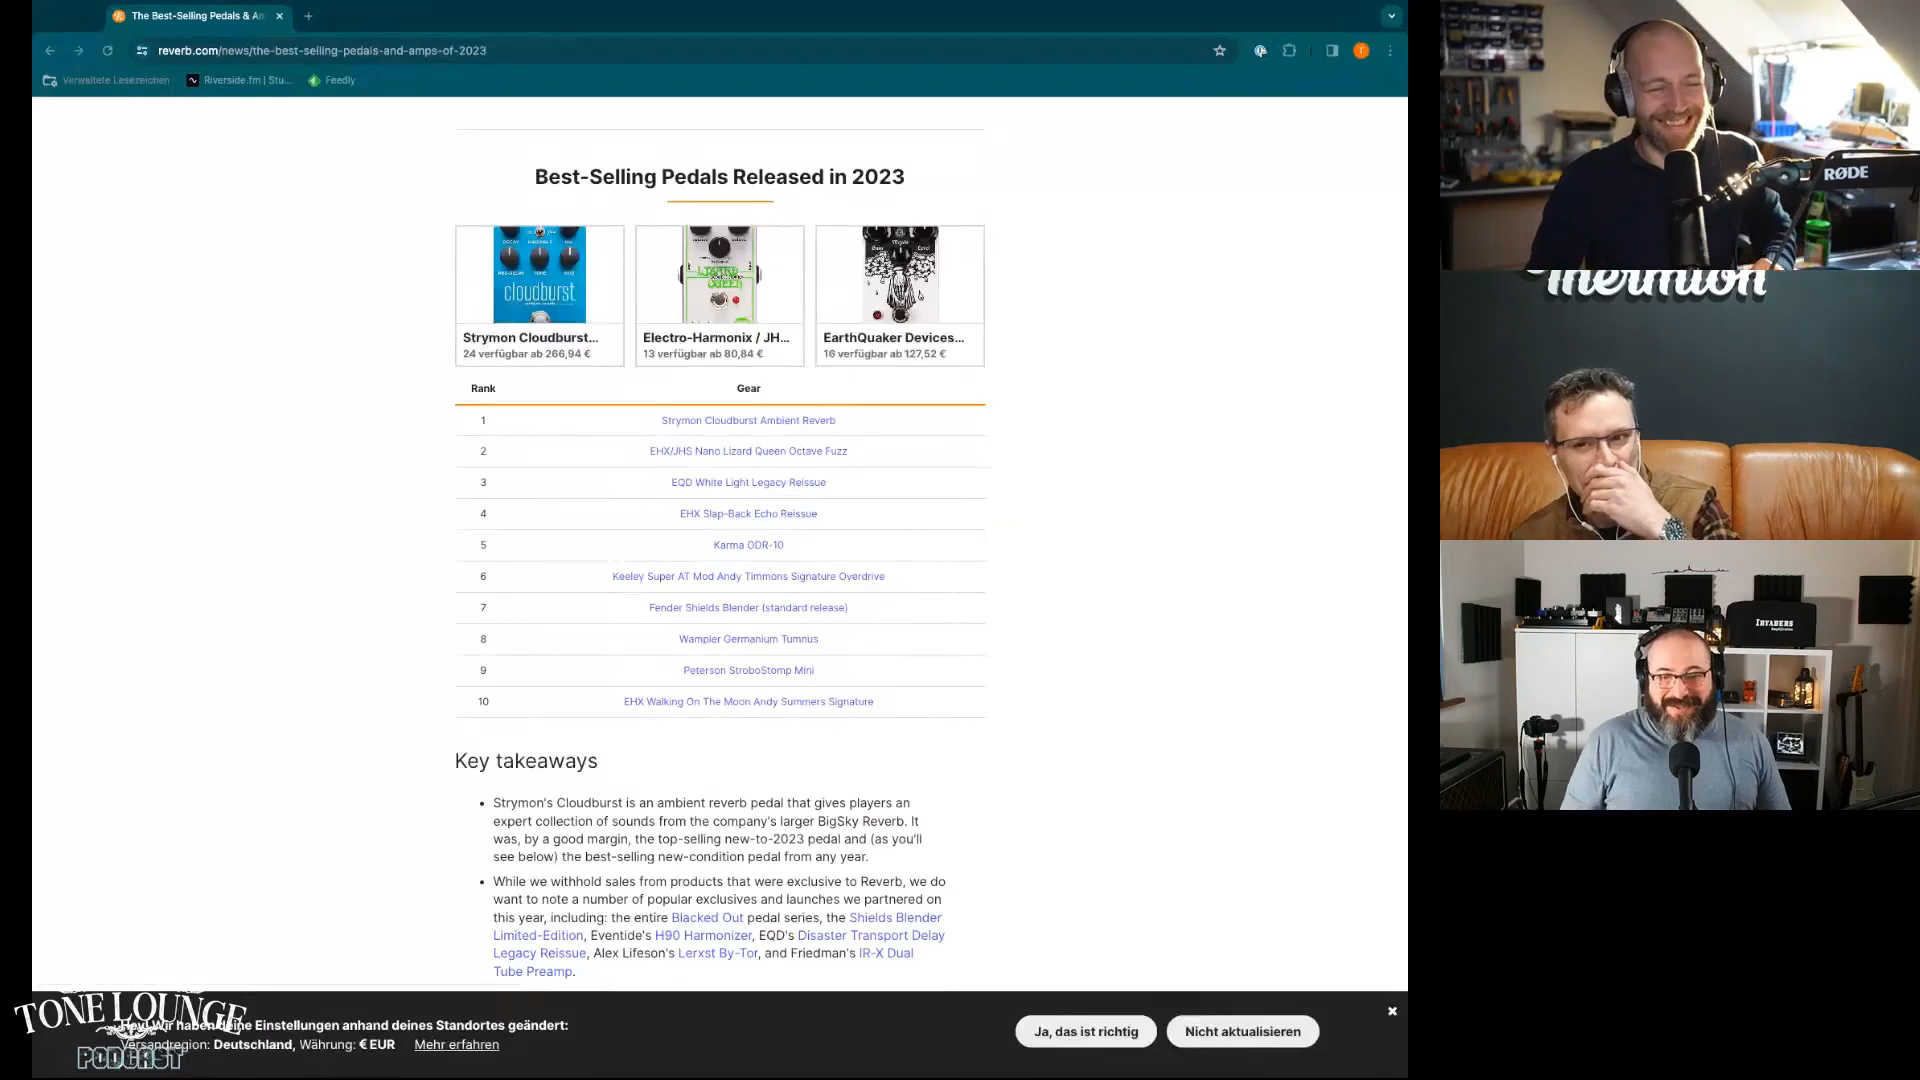 The Best-Selling Pedals & Am
reverb.com/news/the-best-selling-pedals-and-amps-of-2023
Verwaltete Lesezeichen
Riverside.fm | Stu...
Feedly
Best-Selling Pedals Released in 2023
cloudburst
Strymon Cloudburst...
24 verfügbar ab 266,94 €
LIZARD QUEEN
Electro-Harmonix / JH...
13 verfügbar ab 80,84 €
EarthQuaker Devices...
16 verfügbar ab 127,52 €
Rank Gear
1 Strymon Cloudburst Ambient Reverb
2 EHX/JHS Nano Lizard Queen Octave Fuzz
3 EQD White Light Legacy Reissue
4 EHX Slap-Back Echo Reissue
5 Karma ODR-10
6 Keeley Super AT Mod Andy Timmons Signature Overdrive
7 Fender Shields Blender (standard release)
8 Wampler Germanium Tumnus
9 Peterson StroboStomp Mini
10 EHX Walking On The Moon Andy Summers Signature
Key takeaways
• Strymon's Cloudburst is an ambient reverb pedal that gives players an
expert collection of sounds from the company's larger BigSky Reverb. It
was, by a good margin, the top-selling new-to-2023 pedal and (as you'll
see below) the best-selling new-condition pedal from any year.
• While we withhold sales from products that were exclusive to Reverb, we do
want to note a number of popular exclusives and launches we partnered on
this year, including: the entire Blacked Out pedal series, the Shields Blender
Limited-Edition, Eventide's H90 Harmonizer, EQD's Disaster Transport Delay
Legacy Reissue, Alex Lifeson's Lerxst By-Tor, and Friedman's IR-X Dual
Tube Preamp.
Hey! Wir haben deine Einstellungen anhand deines Standortes geändert:
Versandregion: Deutschland, Währung: € EUR Mehr erfahren
Ja, das ist richtig
Nicht aktualisieren
TONE LOUNGE
PODCAST
RØDE
Thermion
INVADERS